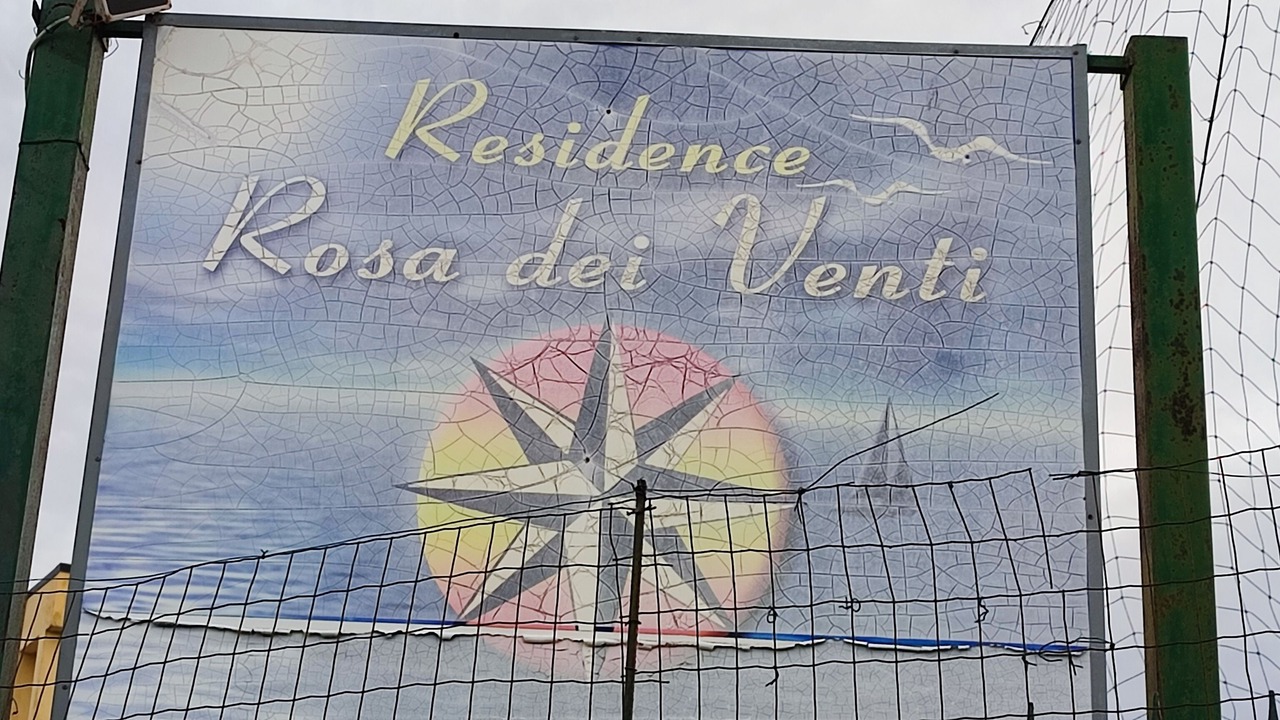 Residence
Rosa dei Venti